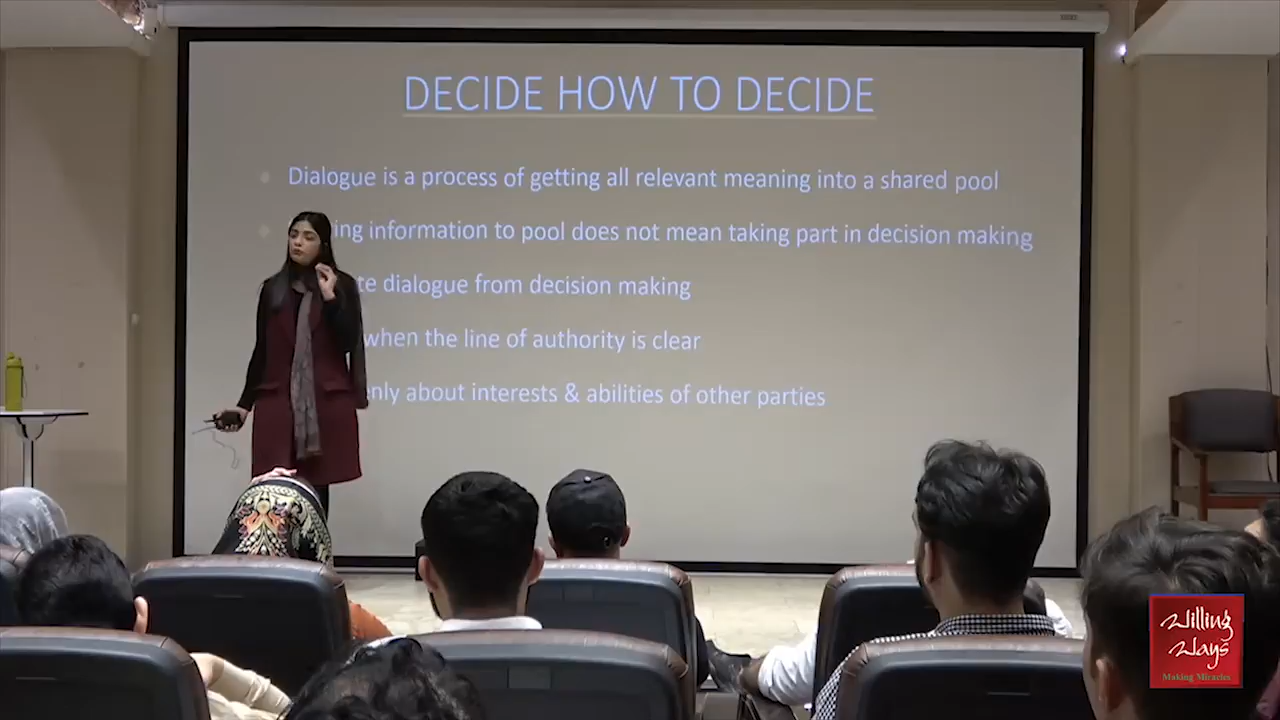 DECIDE HOW TO DECIDE
Dialogue is a process of getting all relevant meaning into a shared pool
information to pool does not mean taking part in decision making
dialogue from decision making
when the line of authority is clear
about interests & abilities of other parties
Willing
Ways
Making Miracles